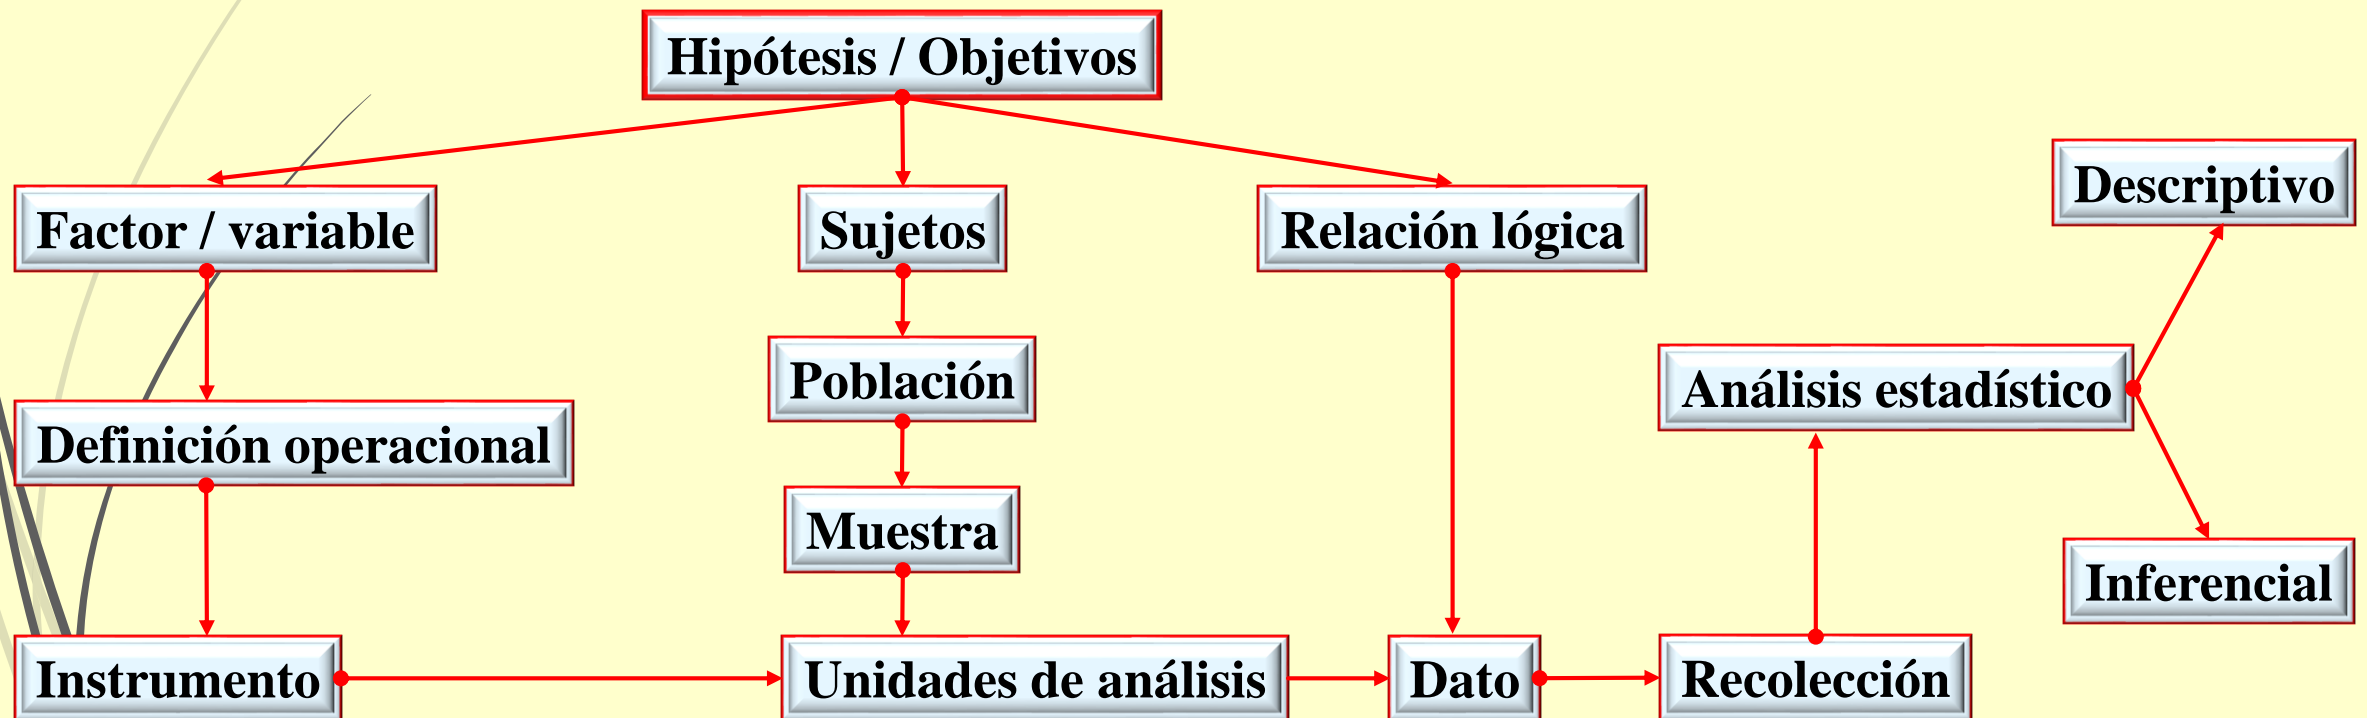 Hipótesis / Objetivos
Descriptivo
Factor / variable
Sujetos
Relación lógica
Población
Análisis estadístico
Definición operacional
Muestra
Inferencial
Instrumento
Unidades de análisis
Dato
Recolección